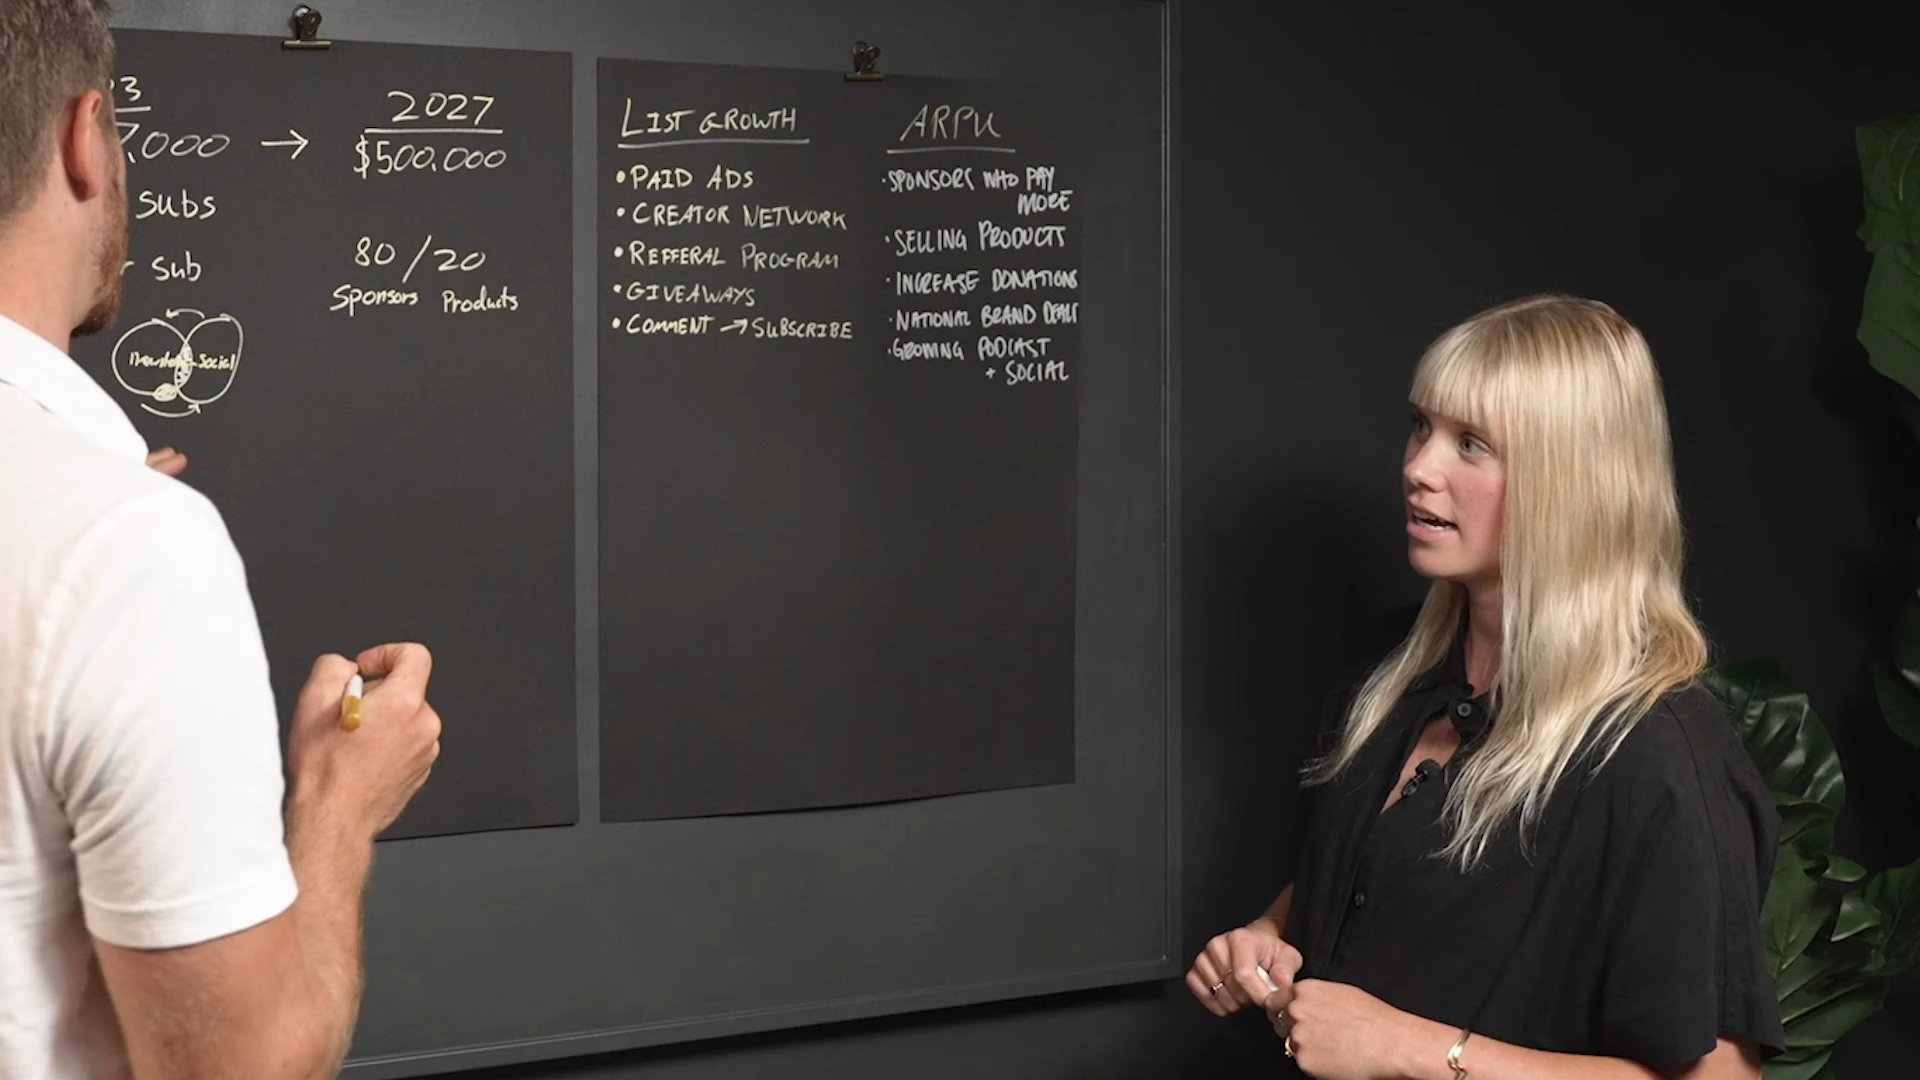 3
,000 → 2027
$500,000
subs
sub
80/20
Sponsors Products
Social
LIST GROWTH
• PAID ADS
• CREATOR NETWORK
• REFFERAL PROGRAM
• GIVEAWAYS
• COMMENT → SUBSCRIBE
ARPU
• SPONSORS WHO PAY
MORE
• SELLING PRODUCTS
• INCREASE DONATIONS
• NATIONAL BRAND DEALS
• GROWING PODCAST
+ SOCIAL